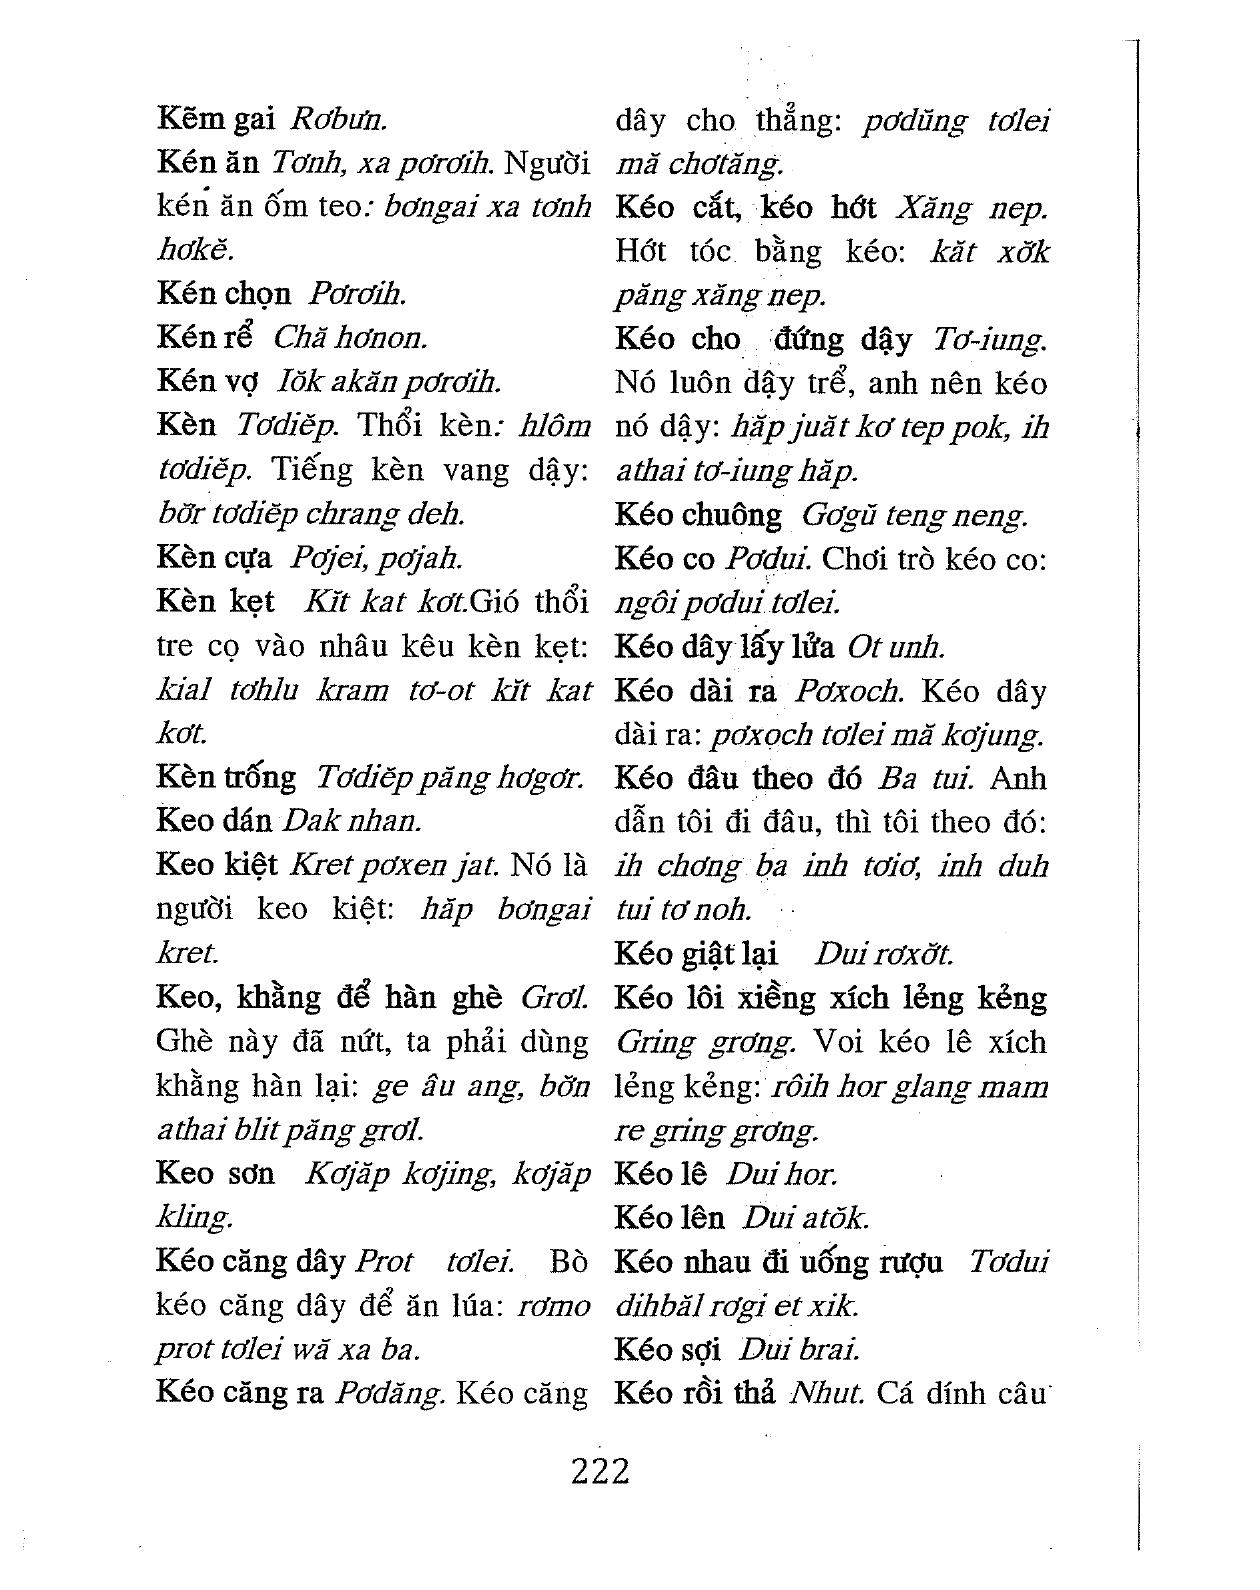 Kẽm gai Rơbưn.
Kén ăn Tơnh, xa pơrơih. Người
kén ăn ốm teo: bơngai xa tơnh
hơkĕ.
Kén chọn Pơrơih.
Kén rể Chă hơnon.
Kén vợ Iŏk akăn pơrơih.
Kèn Tơdiĕp. Thổi kèn: hlôm
tơdiĕp. Tiếng kèn vang dậy:
bơ̆r tơdiĕp chrang deh.
Kèn cựa Pơjei, pơjah.
Kèn kẹt Kĭt kat kơt.Gió thổi
tre cọ vào nhâu kêu kèn kẹt:
kial tơhlu kram tơ-ot kĭt kat
kơt.
Kèn trống Tơdiĕp păng hơgơr.
Keo dán Dak nhan.
Keo kiệt Kret pơxen jat. Nó là
người keo kiệt: hăp bơngai
kret.
Keo, khằng để hàn ghè Grơl.
Ghè này đã nứt, ta phải dùng
khằng hàn lại: ge âu ang, bơ̆n
athai blit păng grơl.
Keo sơn Kơjăp kơjing, kơjăp
kling.
Kéo căng dây Prot tơlei. Bò
kéo căng dây để ăn lúa: rơmo
prot tơlei wă xa ba.
Kéo căng ra Pơdăng. Kéo căng
dây cho thẳng: pơdŭng tơlei
mă chơtăng.
Kéo cắt, kéo hớt Xăng nep.
Hớt tóc bằng kéo: kăt xơ̆k
păng xăng nep.
Kéo cho đứng dậy Tơ-iung.
Nó luôn dậy trể, anh nên kéo
nó dậy: hăp juăt kơ tep pok, ih
athai tơ-iung hăp.
Kéo chuông Gơgŭ teng neng.
Kéo co Pơdui. Chơi trò kéo co:
ngôi pơdui tơlei.
Kéo dây lấy lửa Ot unh.
Kéo dài ra Pơxoch. Kéo dây
dài ra: pơxoch tơlei mă kơjung.
Kéo đâu theo đó Ba tui. Anh
dẫn tôi đi đâu, thì tôi theo đó:
ih chơng ba inh tơiơ, inh duh
tui tơ noh.
Kéo giật lại Dui rơxơ̆t.
Kéo lôi xiềng xích lẻng kẻng
Gring grơng. Voi kéo lê xích
lẻng kẻng: rôih hor glang mam
re gring grơng.
Kéo lê Dui hor.
Kéo lên Dui atŏk.
Kéo nhau đi uống rượu Tơdui
dihbăl rơgi et xik.
Kéo sợi Dui brai.
Kéo rồi thả Nhut. Cá dính câu
222